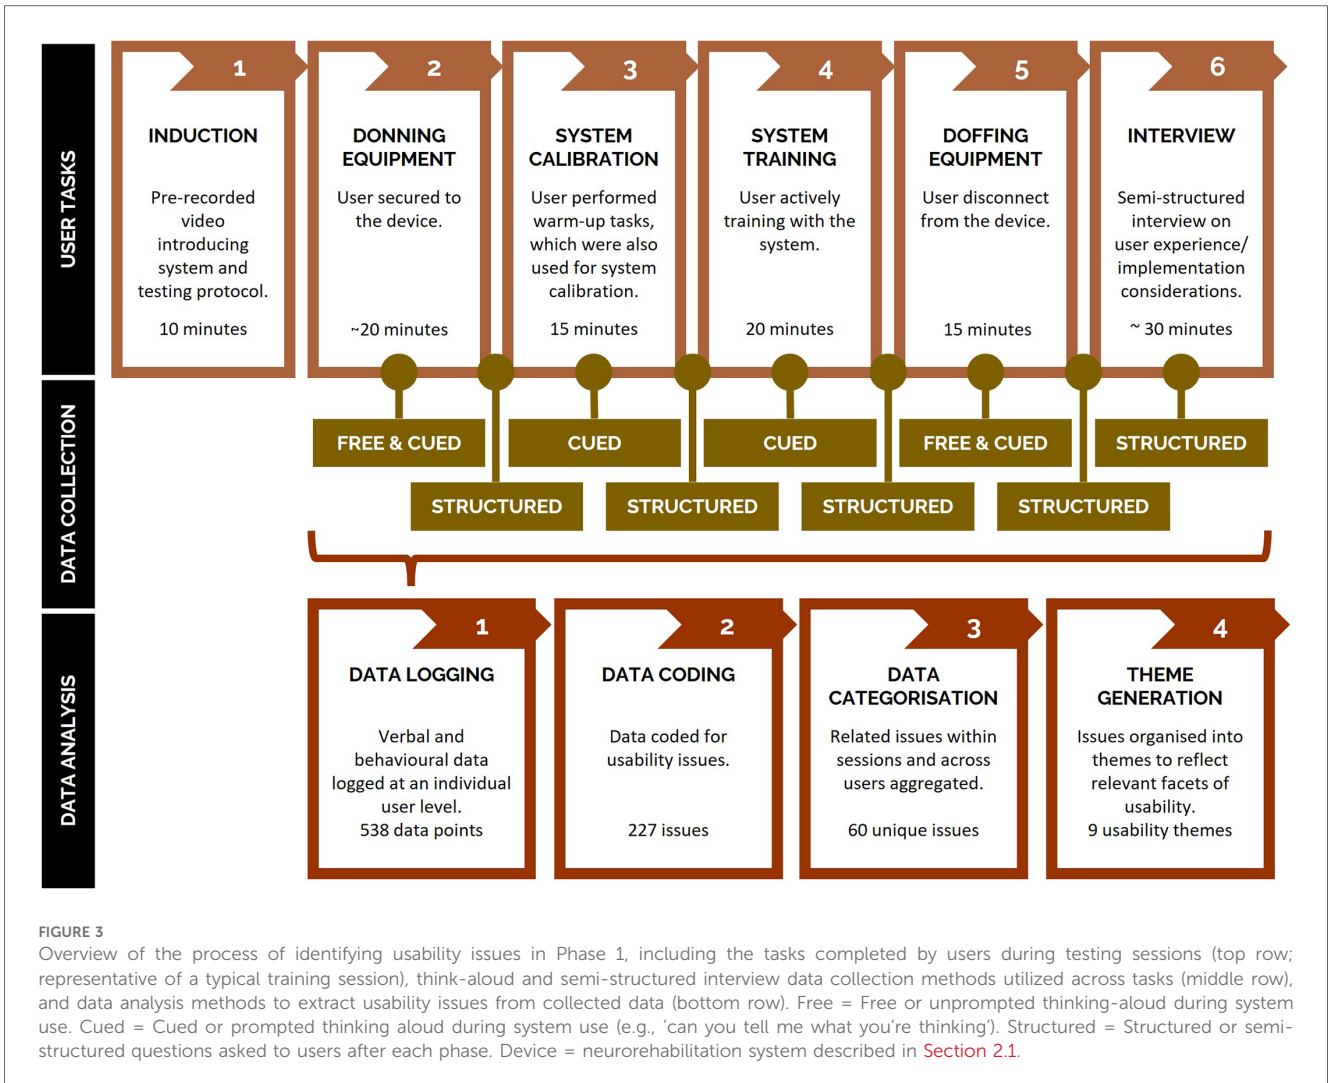 USER TASKS
1
INDUCTION
Pre-recorded
video
introducing
system and
testing protocol.
10 minutes
2
DONNING
EQUIPMENT
User secured to
the device.
~20 minutes
3
SYSTEM
CALIBRATION
User performed
warm-up tasks,
which were also
used for system
calibration.
15 minutes
4
SYSTEM
TRAINING
User actively
training with the
system.
20 minutes
5
DOFFING
EQUIPMENT
User disconnect
from the device.
15 minutes
6
INTERVIEW
Semi-structured
interview on
user experience/
implementation
considerations.
~ 30 minutes
DATA COLLECTION
FREE & CUED
CUED
CUED
FREE & CUED
STRUCTURED
STRUCTURED
STRUCTURED
STRUCTURED
STRUCTURED
DATA ANALYSIS
1
DATA LOGGING
Verbal and
behavioural data
logged at an individual
user level.
538 data points
2
DATA CODING
Data coded for
usability issues.
227 issues
3
DATA
CATEGORISATION
Related issues within
sessions and across
users aggregated.
60 unique issues
4
THEME
GENERATION
Issues organised into
themes to reflect
relevant facets of
usability.
9 usability themes
FIGURE 3
Overview of the process of identifying usability issues in Phase 1, including the tasks completed by users during testing sessions (top row;
representative of a typical training session), think-aloud and semi-structured interview data collection methods utilized across tasks (middle row),
and data analysis methods to extract usability issues from collected data (bottom row). Free = Free or unprompted thinking-aloud during system
use. Cued = Cued or prompted thinking aloud during system use (e.g., 'can you tell me what you're thinking'). Structured = Structured or semi-
structured questions asked to users after each phase. Device = neurorehabilitation system described in Section 2.1.